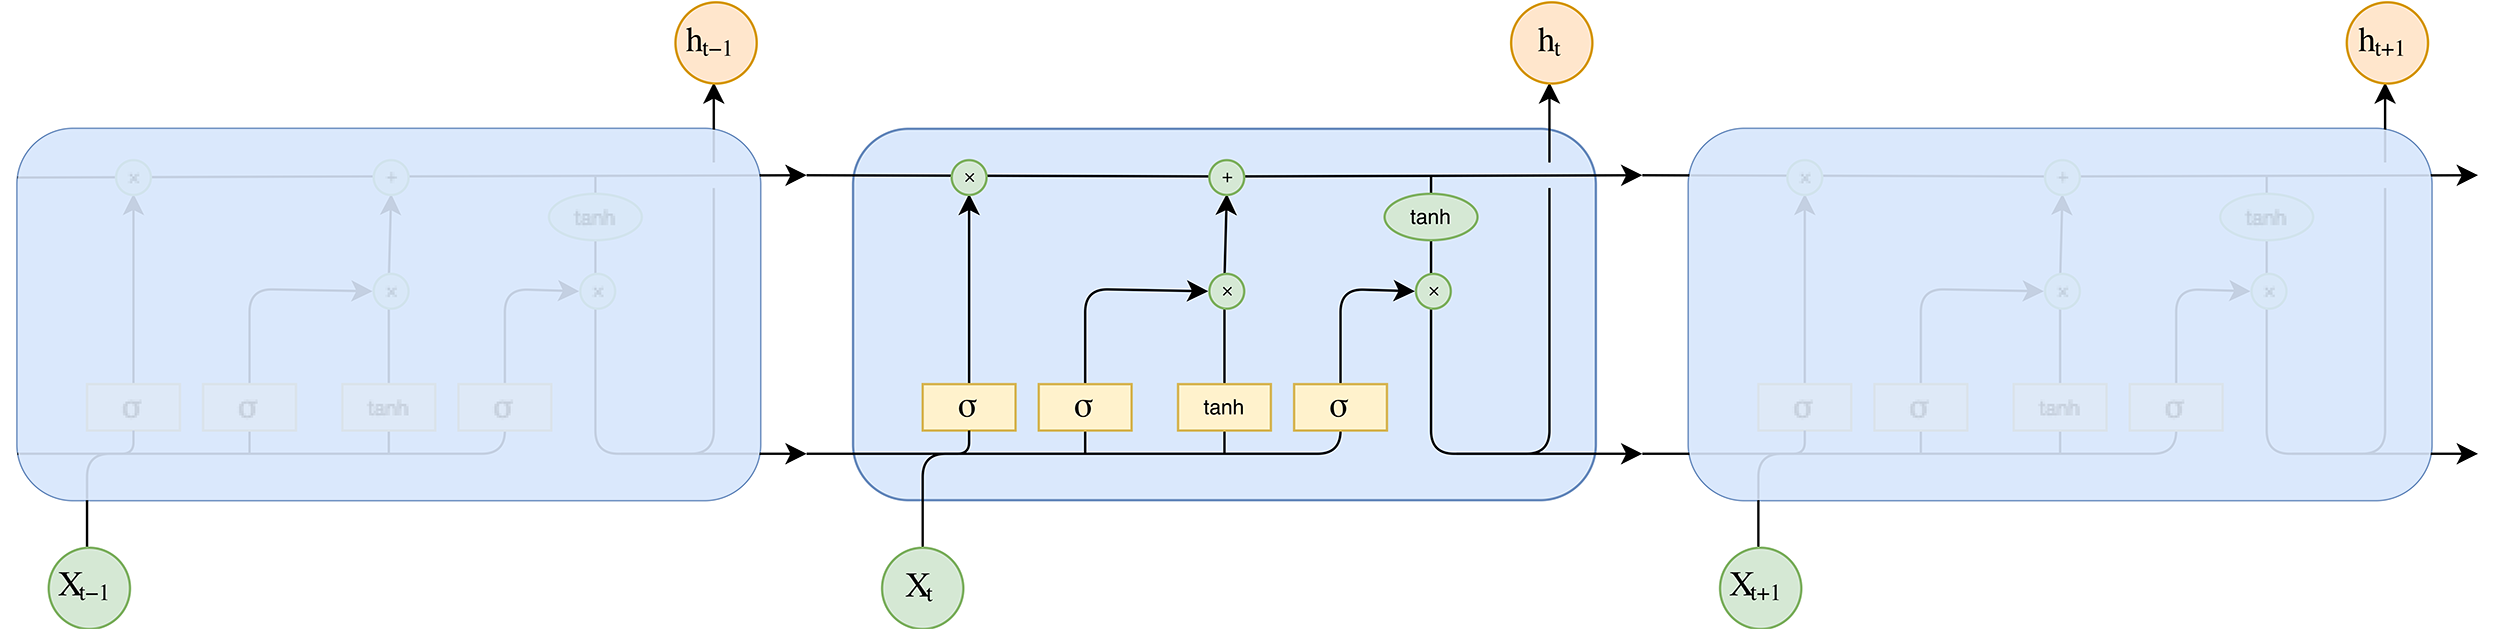 h_{t-1} h_t h_{t+1}
× + × + × +
tanh tanh tanh
× × × × × ×
σ σ tanh σ σ σ tanh σ σ σ tanh σ
X_{t-1} X_t X_{t+1}